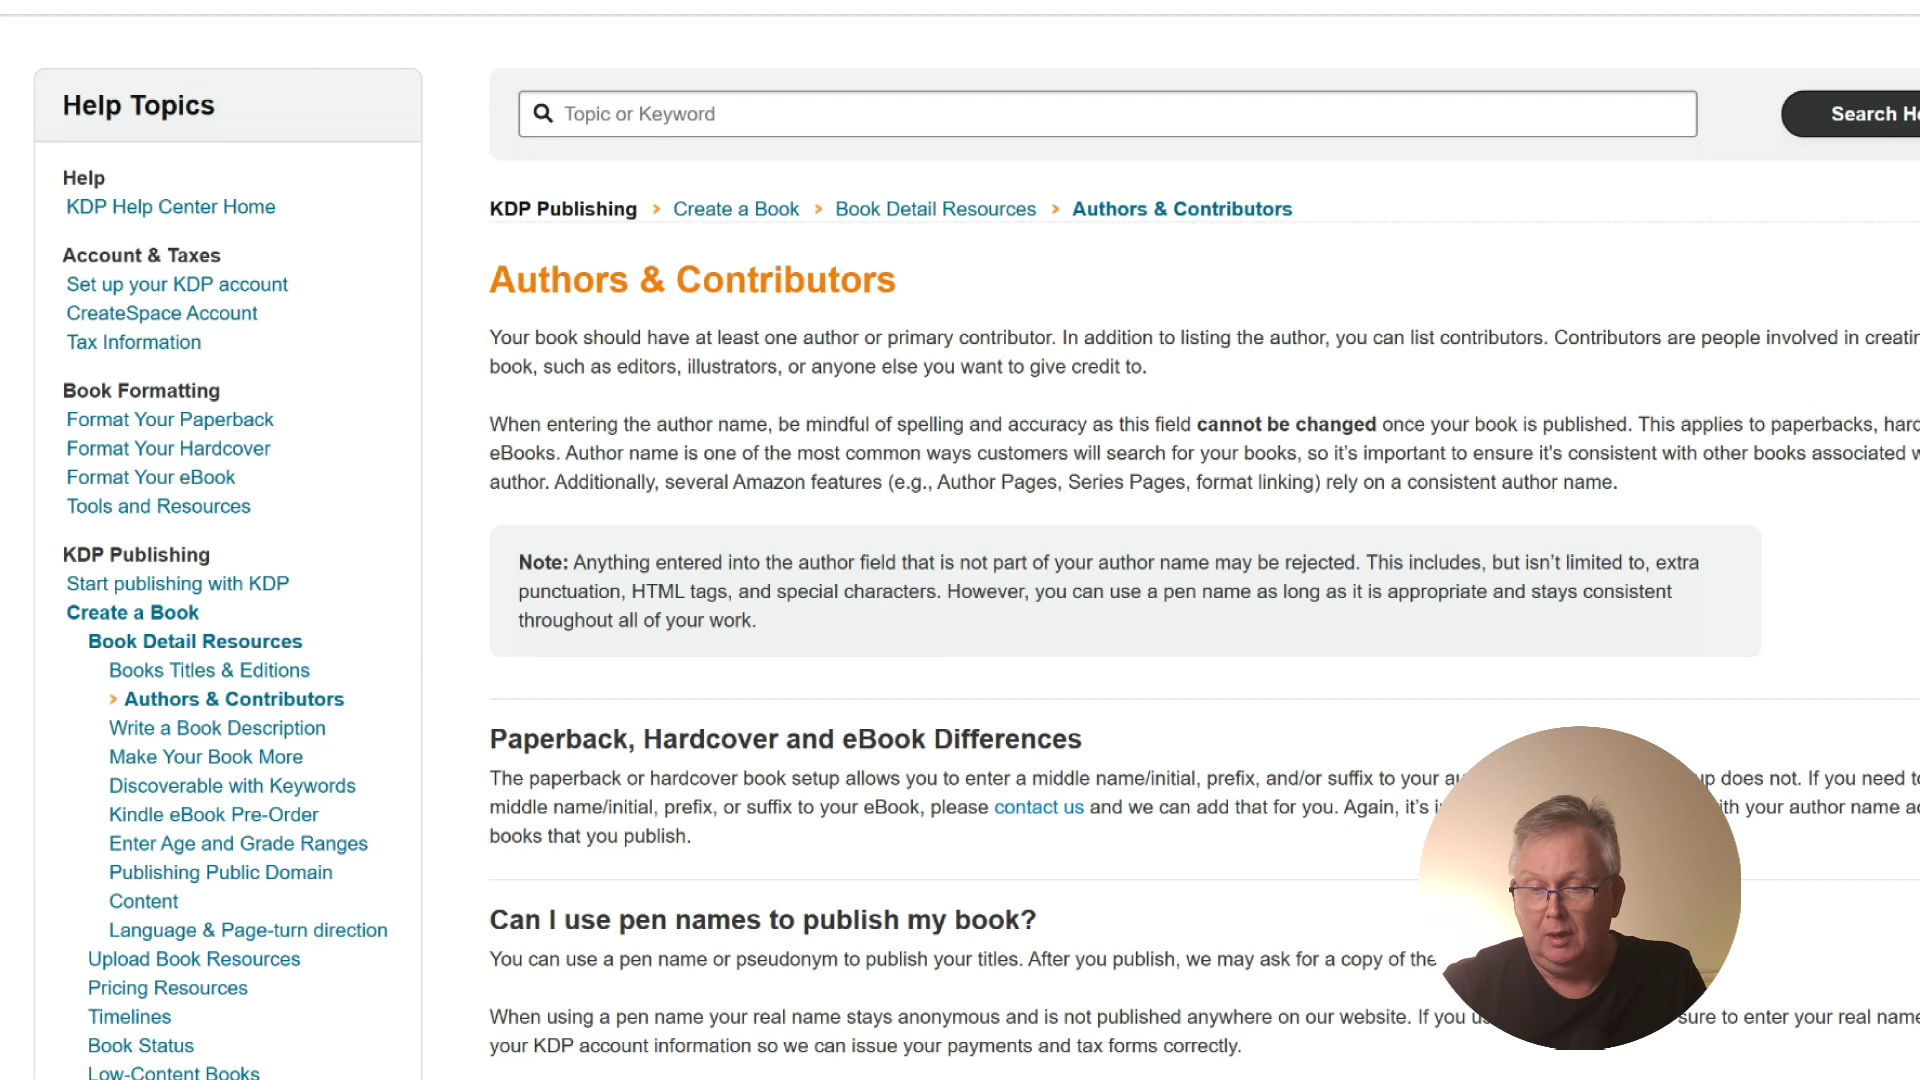 Help Topics
Help
KDP Help Center Home
Account & Taxes
Set up your KDP account
CreateSpace Account
Tax Information
Book Formatting
Format Your Paperback
Format Your Hardcover
Format Your eBook
Tools and Resources
KDP Publishing
Start publishing with KDP
Create a Book
Book Detail Resources
Books Titles & Editions
> Authors & Contributors
Write a Book Description
Make Your Book More
Discoverable with Keywords
Kindle eBook Pre-Order
Enter Age and Grade Ranges
Publishing Public Domain
Content
Language & Page-turn direction
Upload Book Resources
Pricing Resources
Timelines
Book Status
Low-Content Books
Topic or Keyword
Search
KDP Publishing > Create a Book > Book Detail Resources > Authors & Contributors
Authors & Contributors
Your book should have at least one author or primary contributor. In addition to listing the author, you can list contributors. Contributors are people involved in
book, such as editors, illustrators, or anyone else you want to give credit to.
When entering the author name, be mindful of spelling and accuracy as this field cannot be changed once your book is published. This applies to paperbacks,
eBooks. Author name is one of the most common ways customers will search for your books, so it's important to ensure it's consistent with other books associated
author. Additionally, several Amazon features (e.g., Author Pages, Series Pages, format linking) rely on a consistent author name.
Note: Anything entered into the author field that is not part of your author name may be rejected. This includes, but isn't limited to, extra
punctuation, HTML tags, and special characters. However, you can use a pen name as long as it is appropriate and stays consistent
throughout all of your work.
Paperback, Hardcover and eBook Differences
The paperback or hardcover book setup allows you to enter a middle name/initial, prefix, and/or suffix to your does not. If you need
middle name/initial, prefix, or suffix to your eBook, please contact us and we can add that for you. Again, it's with your author name
books that you publish.
Can I use pen names to publish my book?
You can use a pen name or pseudonym to publish your titles. After you publish, we may ask for a copy of the
When using a pen name your real name stays anonymous and is not published anywhere on our website. If you sure to enter your real name
your KDP account information so we can issue your payments and tax forms correctly.